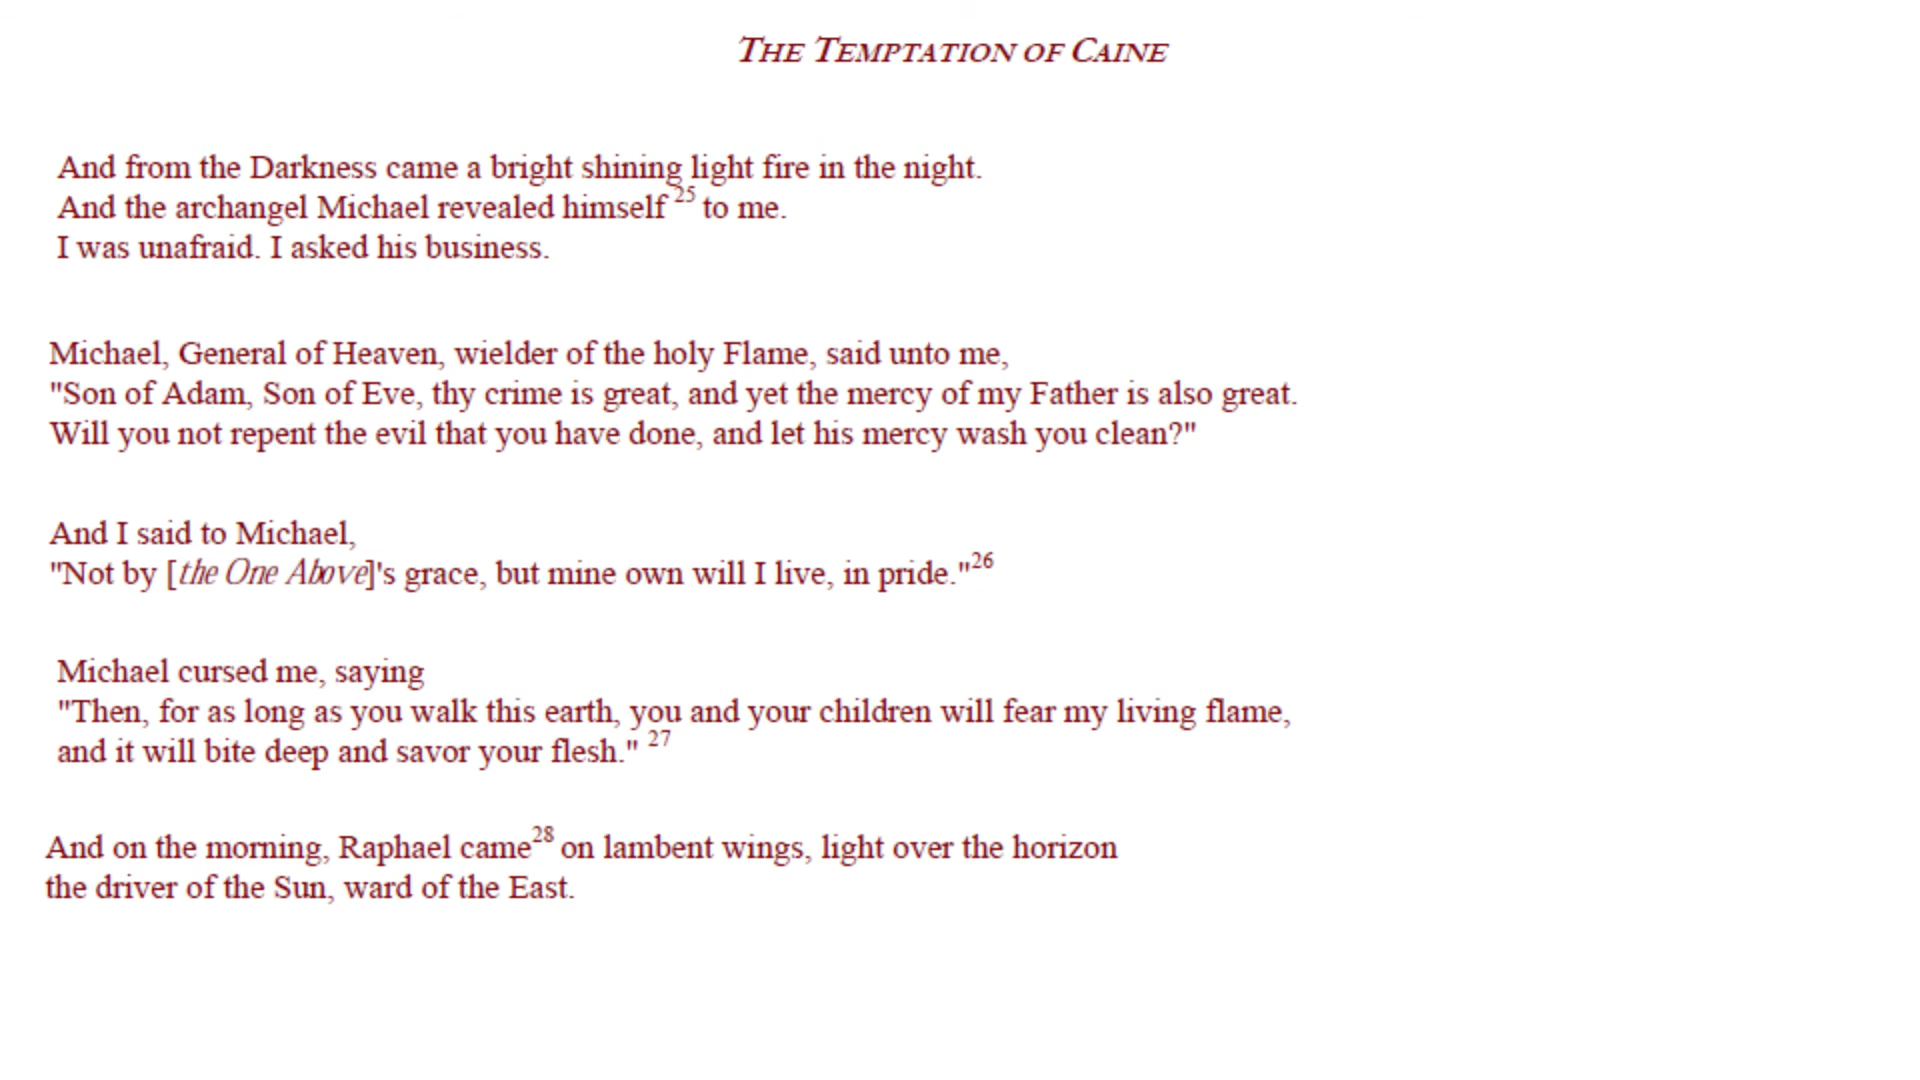 THE TEMPTATION OF CAINE
And from the Darkness came a bright shining light fire in the night.
And the archangel Michael revealed himself 25 to me.
I was unafraid. I asked his business.
Michael, General of Heaven, wielder of the holy Flame, said unto me,
"Son of Adam, Son of Eve, thy crime is great, and yet the mercy of my Father is also great.
Will you not repent the evil that you have done, and let his mercy wash you clean?"
And I said to Michael,
"Not by [the One Above]'s grace, but mine own will I live, in pride."26
Michael cursed me, saying
"Then, for as long as you walk this earth, you and your children will fear my living flame,
and it will bite deep and savor your flesh." 27
And on the morning, Raphael came28 on lambent wings, light over the horizon
the driver of the Sun, ward of the East.